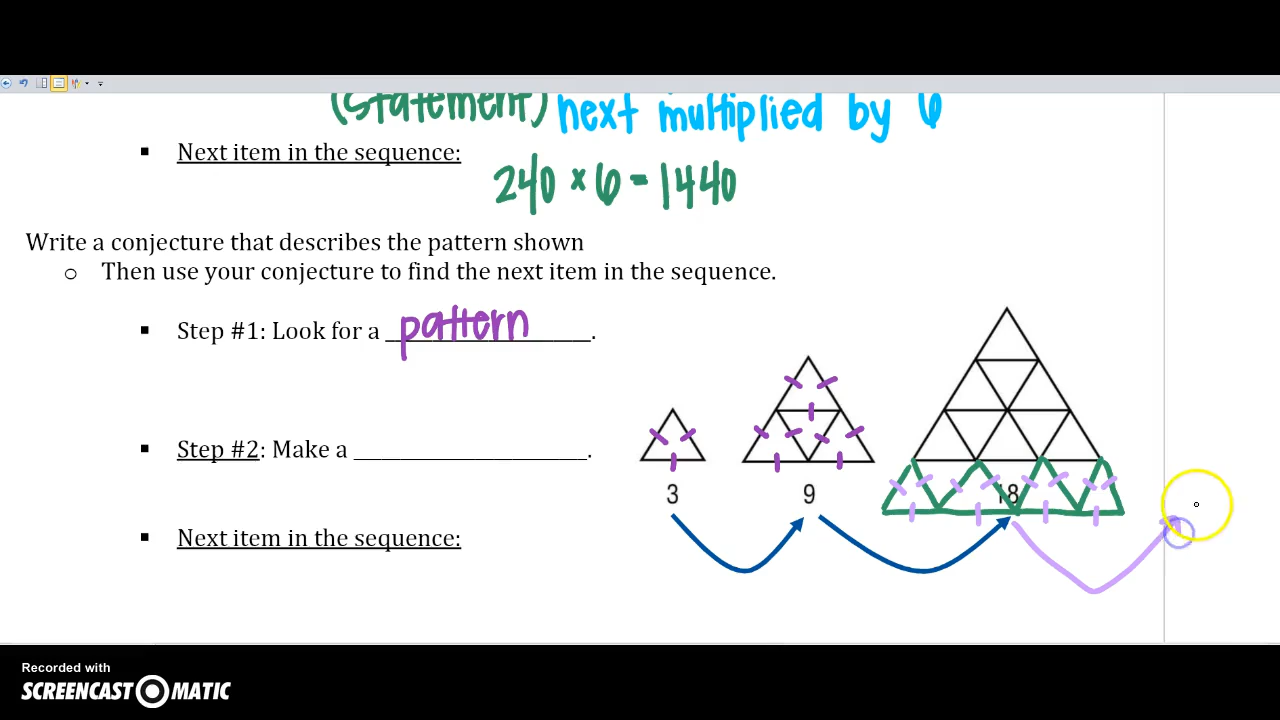 (statement) next multiplied by 6
▪ Next item in the sequence:
240 × 6 = 1440
Write a conjecture that describes the pattern shown
o Then use your conjecture to find the next item in the sequence.
▪ Step #1: Look for a pattern.
▪ Step #2: Make a ____________________.
3 9 18
▪ Next item in the sequence:
Recorded with
SCREENCAST-O-MATIC